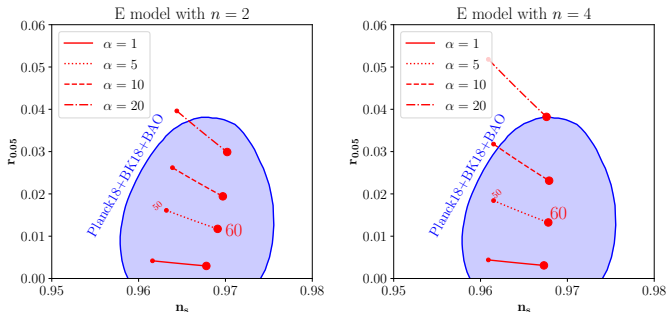 E model with n = 2
r0.05
0.06
0.05
0.04
0.03
0.02
0.01
0.00
α = 1
α = 5
α = 10
α = 20
Planck18+BK18+BAO
50
60
0.95
0.96
0.97
0.98
ns
E model with n = 4
r0.05
0.06
0.05
0.04
0.03
0.02
0.01
0.00
α = 1
α = 5
α = 10
α = 20
Planck18+BK18+BAO
50
60
0.95
0.96
0.97
0.98
ns